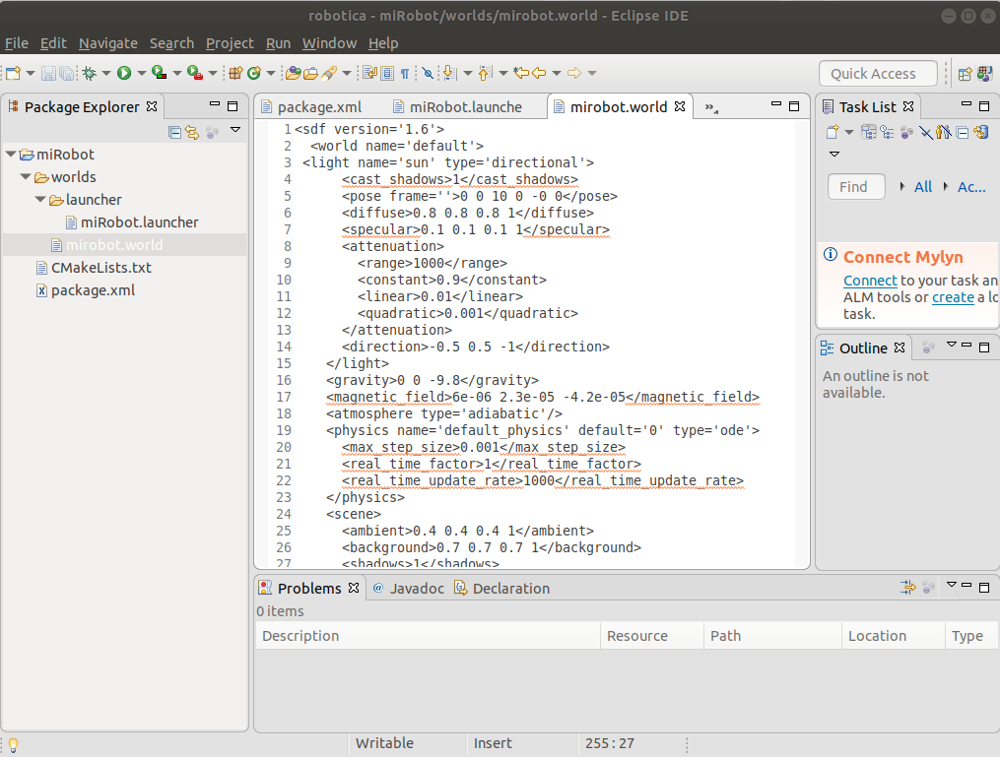 robotica - miRobot/worlds/mirobot.world - Eclipse IDE
File Edit Navigate Search Project Run Window Help
Quick Access
Package Explorer
miRobot
worlds
launcher
miRobot.launcher
mirobot.world
CMakeLists.txt
package.xml
package.xml miRobot.launche mirobot.world
1 <sdf version='1.6'>
2 <world name='default'>
3 <light name='sun' type='directional'>
4 <cast_shadows>1</cast_shadows>
5 <pose frame=''>0 0 10 0 -0 0</pose>
6 <diffuse>0.8 0.8 0.8 1</diffuse>
7 <specular>0.1 0.1 0.1 1</specular>
8 <attenuation>
9 <range>1000</range>
10 <constant>0.9</constant>
11 <linear>0.01</linear>
12 <quadratic>0.001</quadratic>
13 </attenuation>
14 <direction>-0.5 0.5 -1</direction>
15 </light>
16 <gravity>0 0 -9.8</gravity>
17 <magnetic_field>6e-06 2.3e-05 -4.2e-05</magnetic_field>
18 <atmosphere type='adiabatic'/>
19 <physics name='default_physics' default='0' type='ode'>
20 <max_step_size>0.001</max_step_size>
21 <real_time_factor>1</real_time_factor>
22 <real_time_update_rate>1000</real_time_update_rate>
23 </physics>
24 <scene>
25 <ambient>0.4 0.4 0.4 1</ambient>
26 <background>0.7 0.7 0.7 1</background>
27 <shadows>1</shadows>
Task List
Find All Ac...
Connect Mylyn
Connect to your task an
ALM tools or create a lo
task.
Outline
An outline is not
available.
Problems @ Javadoc Declaration
0 items
Description Resource Path Location Type
Writable Insert 255 : 27